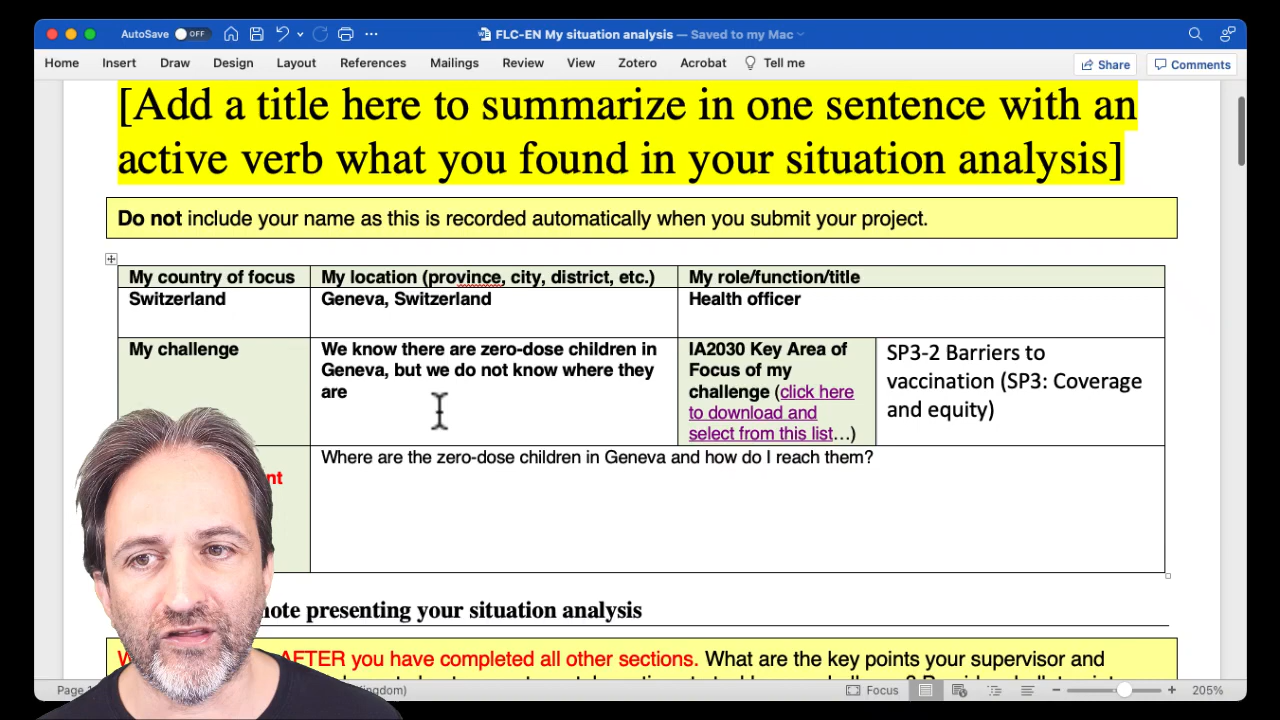 AutoSave OFF FLC-EN My situation analysis — Saved to my Mac
Home Insert Draw Design Layout References Mailings Review View Zotero Acrobat Tell me Share Comments
[Add a title here to summarize in one sentence with an
active verb what you found in your situation analysis]
Do not include your name as this is recorded automatically when you submit your project.
My country of focus My location (province, city, district, etc.) My role/function/title
Switzerland Geneva, Switzerland Health officer
My challenge
We know there are zero-dose children in
Geneva, but we do not know where they
are
IA2030 Key Area of
Focus of my
challenge (click here
to download and
select from this list…)
SP3-2 Barriers to
vaccination (SP3: Coverage
and equity)
Where are the zero-dose children in Geneva and how do I reach them?
note presenting your situation analysis
AFTER you have completed all other sections. What are the key points your supervisor and
Page Focus 205%